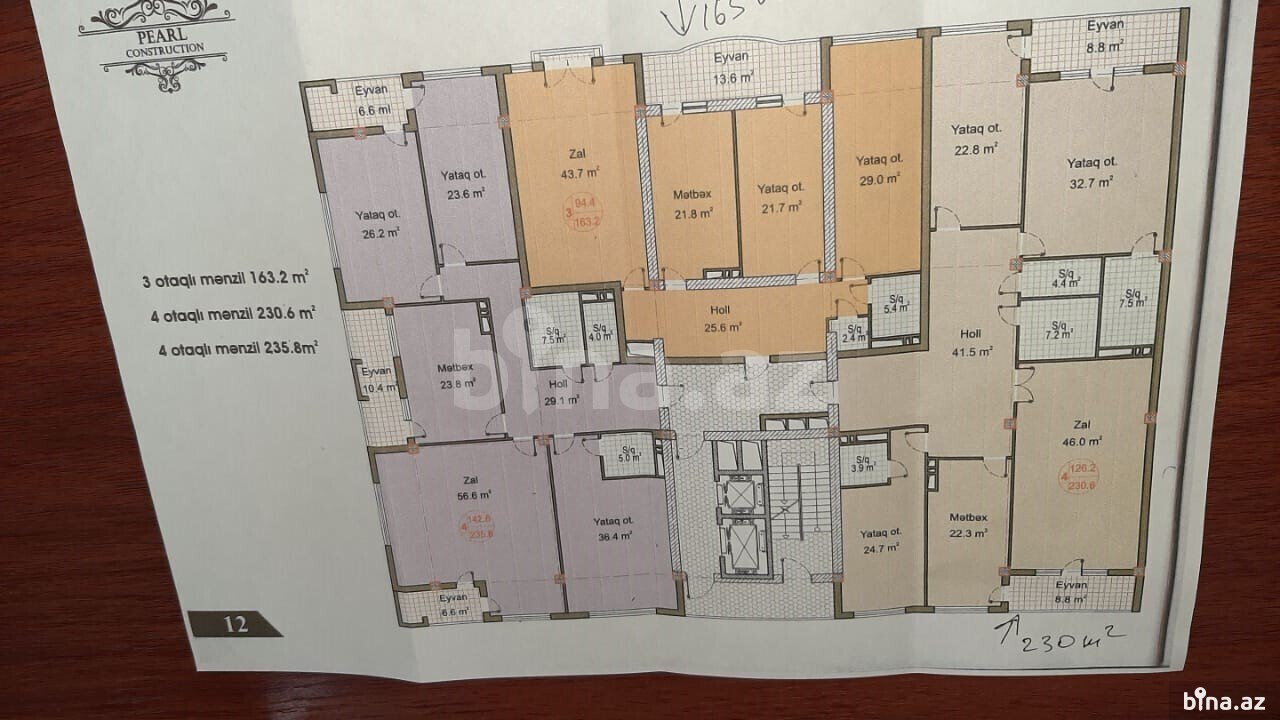 PEARL
CONSTRUCTION
3 otaqlı mənzil 163.2 m²
4 otaqlı mənzil 230.6 m²
4 otaqlı mənzil 235.8m²
12
Eyvan
6.6 m²
Yataq ot.
26.2 m²
Yataq ot.
23.6 m²
Zal
43.7 m²
3 94.4
163.2
Eyvan
13.6 m²
Mətbəx
21.8 m²
Yataq ot.
21.7 m²
Yataq ot.
29.0 m²
Yataq ot.
22.8 m²
Eyvan
8.8 m²
Yataq ot.
32.7 m²
S/q
4.4 m²
S/q
7.5 m²
S/q
7.2 m²
S/q
5.4 m²
S/q
2.4 m²
Holl
25.6 m²
Holl
41.5 m²
S/q
7.5 m²
S/q
4.0 m²
Eyvan
10.4 m²
Mətbəx
23.8 m²
Holl
29.1 m²
bina.az
Zal
56.6 m²
4 142.6
235.8
S/q
5.0 m²
Yataq ot.
36.4 m²
Eyvan
6.6 m²
S/q
3.9 m²
Yataq ot.
24.7 m²
Mətbəx
22.3 m²
Zal
46.0 m²
4 126.2
230.6
Eyvan
8.8 m²
230 m²
bina.az